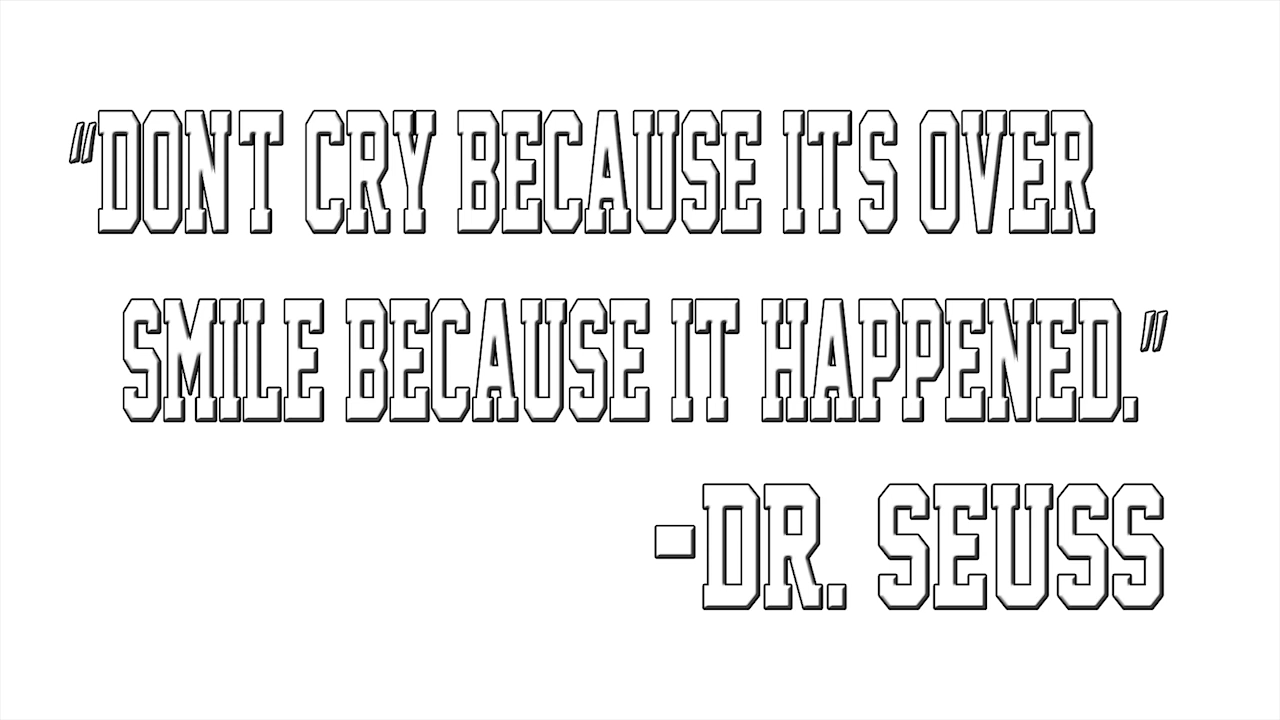 "DONT CRY BECAUSE ITS OVER
SMILE BECAUSE IT HAPPENED."
-DR. SEUSS